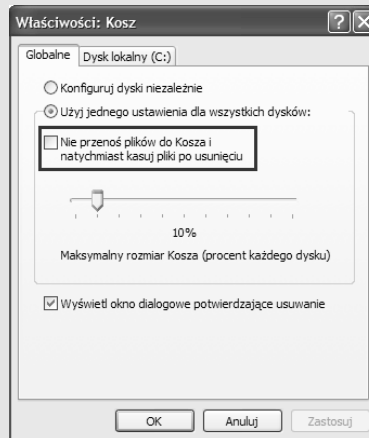 Właściwości: Kosz
Globalne
Dysk lokalny (C:)
Konfiguruj dyski niezależnie
Użyj jednego ustawienia dla wszystkich dysków:
Nie przenoś plików do Kosza i
natychmiast kasuj pliki po usunięciu
10%
Maksymalny rozmiar Kosza (procent każdego dysku)
Wyświetl okno dialogowe potwierdzające usuwanie
OK
Anuluj
Zastosuj